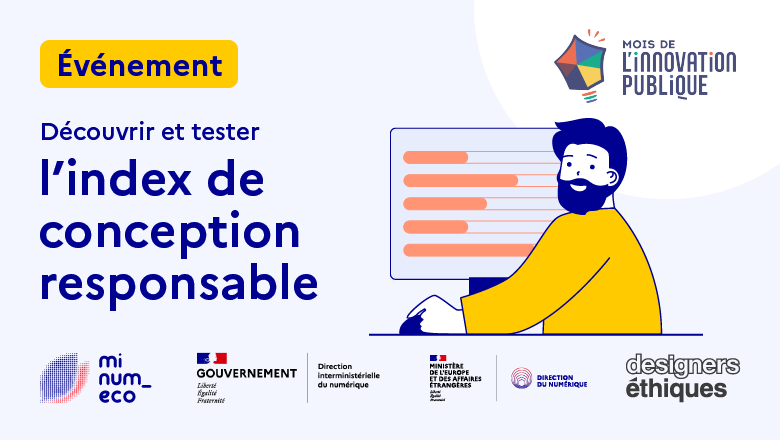 Événement
MOIS DE
L'iNNOVATiON
PUBLiQUE
Découvrir et tester
l'index de
conception
responsable
mi
num_
eco
GOUVERNEMENT
Liberté
Égalité
Fraternité
Direction
interministérielle
du numérique
MINISTÈRE
DE L'EUROPE
ET DES AFFAIRES
ÉTRANGÈRES
Liberté
Égalité
Fraternité
DIRECTION
DU NUMÉRIQUE
designers
éthiques